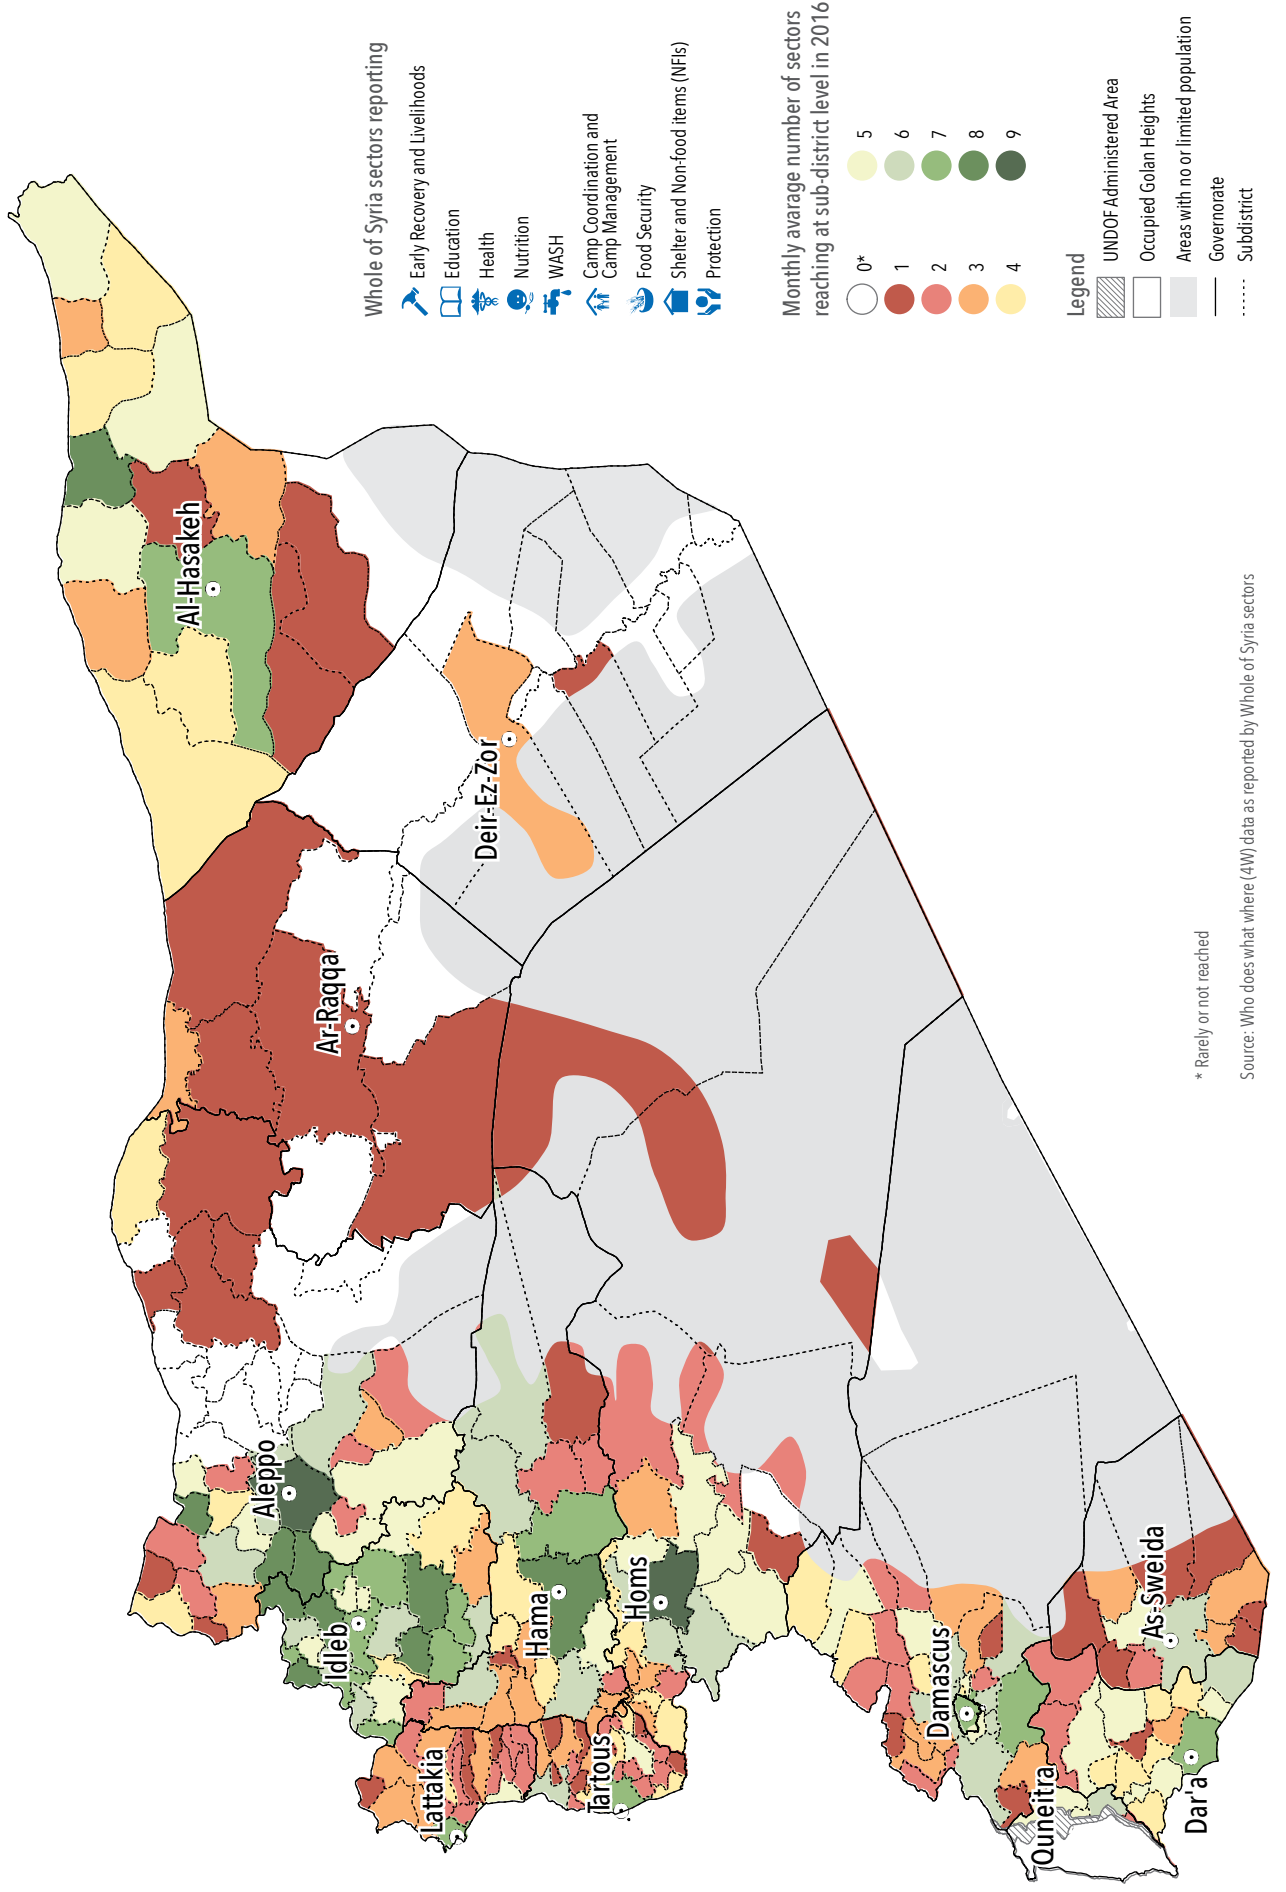 Whole of Syria sectors reporting
Early Recovery and Livelihoods
Education
Health
Nutrition
WASH
Camp Coordination and
Camp Management
Food Security
Shelter and Non-food items (NFIs)
Protection
Monthly avarage number of sectors
reaching at sub-district level in 2016
0*
1
2
3
4
5
6
7
8
9
Legend
UNDOF Administered Area
Occupied Golan Heights
Areas with no or limited population
Governorate
Subdistrict
Al-Hasakeh
Deir-Ez-Zor
Ar-Raqqa
Aleppo
Idleb
Lattakia
Hama
Tartous
Homs
Damascus
Quneitra
As-Sweida
Dar'a
* Rarely or not reached
Source: Who does what where (4W) data as reported by Whole of Syria sectors